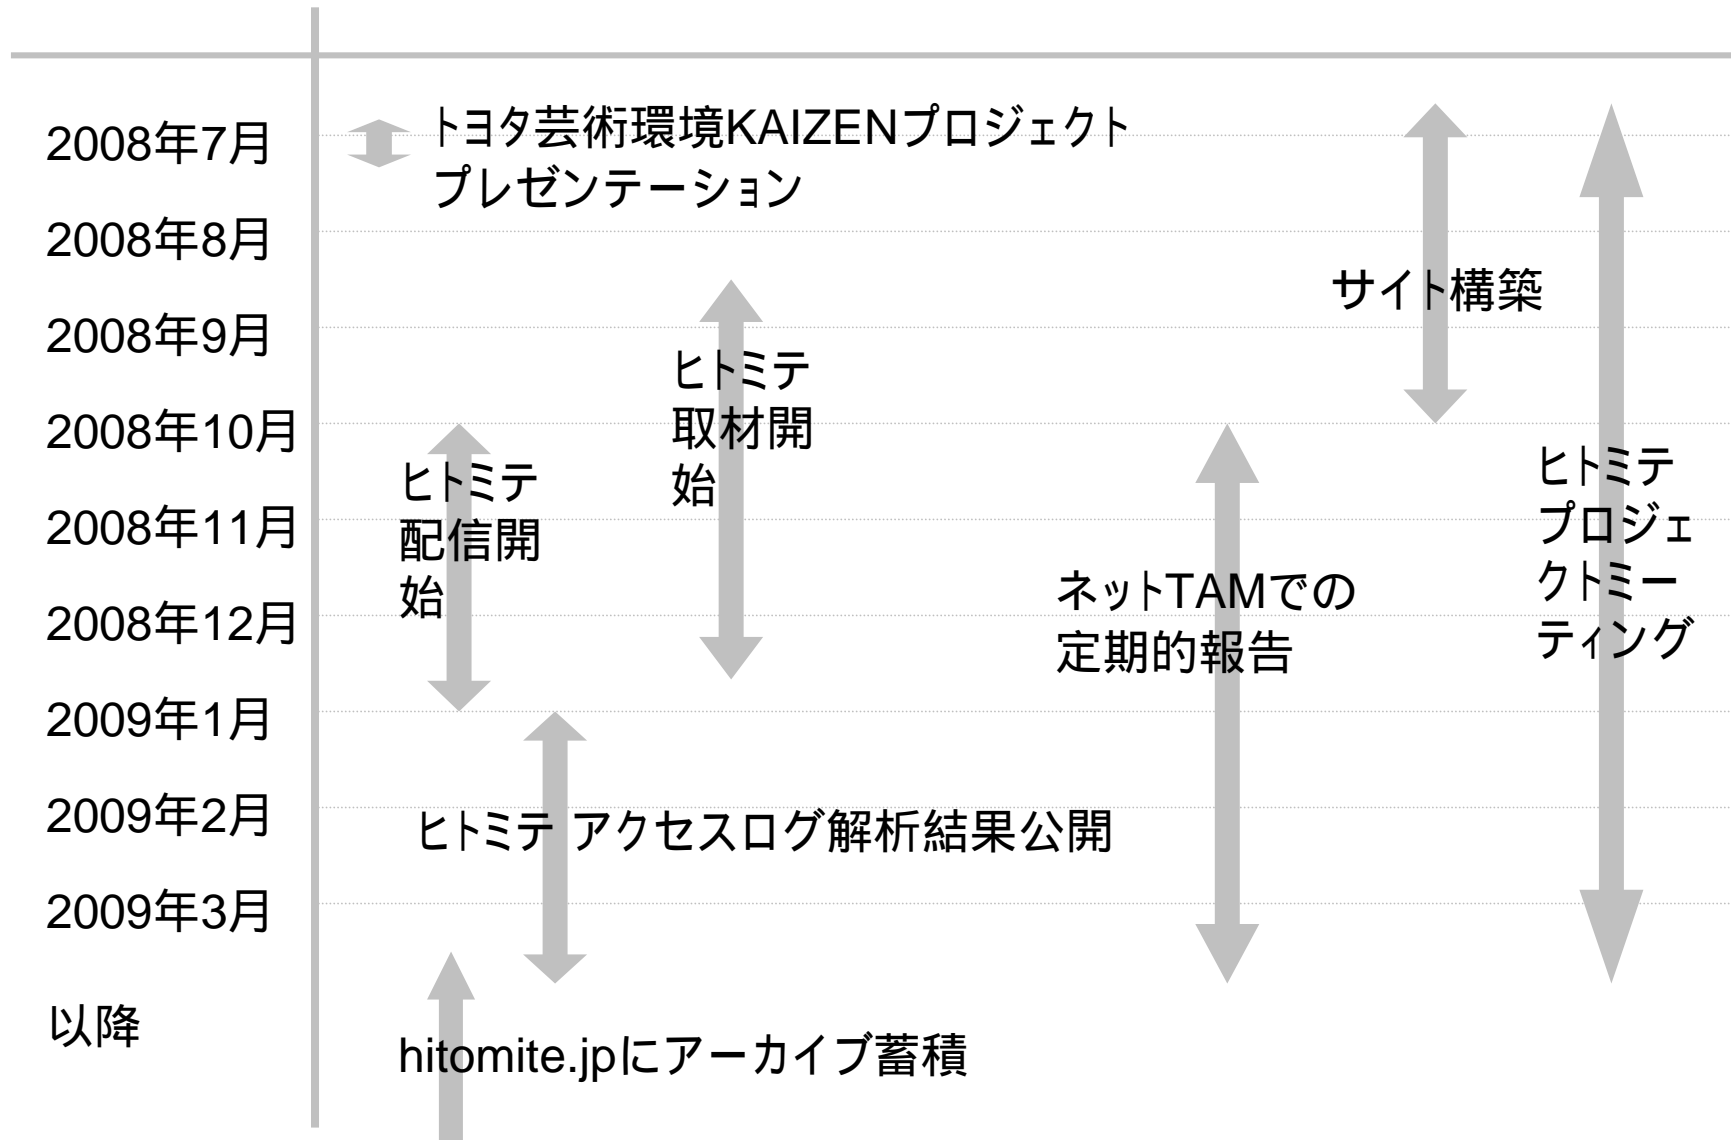 2008年7月
トヨタ芸術環境KAIZENプロジェクト
プレゼンテーション
2008年8月
サイト構築
2008年9月
ヒトミテ
取材開
始
2008年10月
ヒトミテ
配信開
始
ヒトミテ
プロジェ
クトミー
ティング
2008年11月
ネットTAMでの
定期的報告
2008年12月
2009年1月
2009年2月
ヒトミテ アクセスログ解析結果公開
2009年3月
以降
hitomite.jpにアーカイブ蓄積